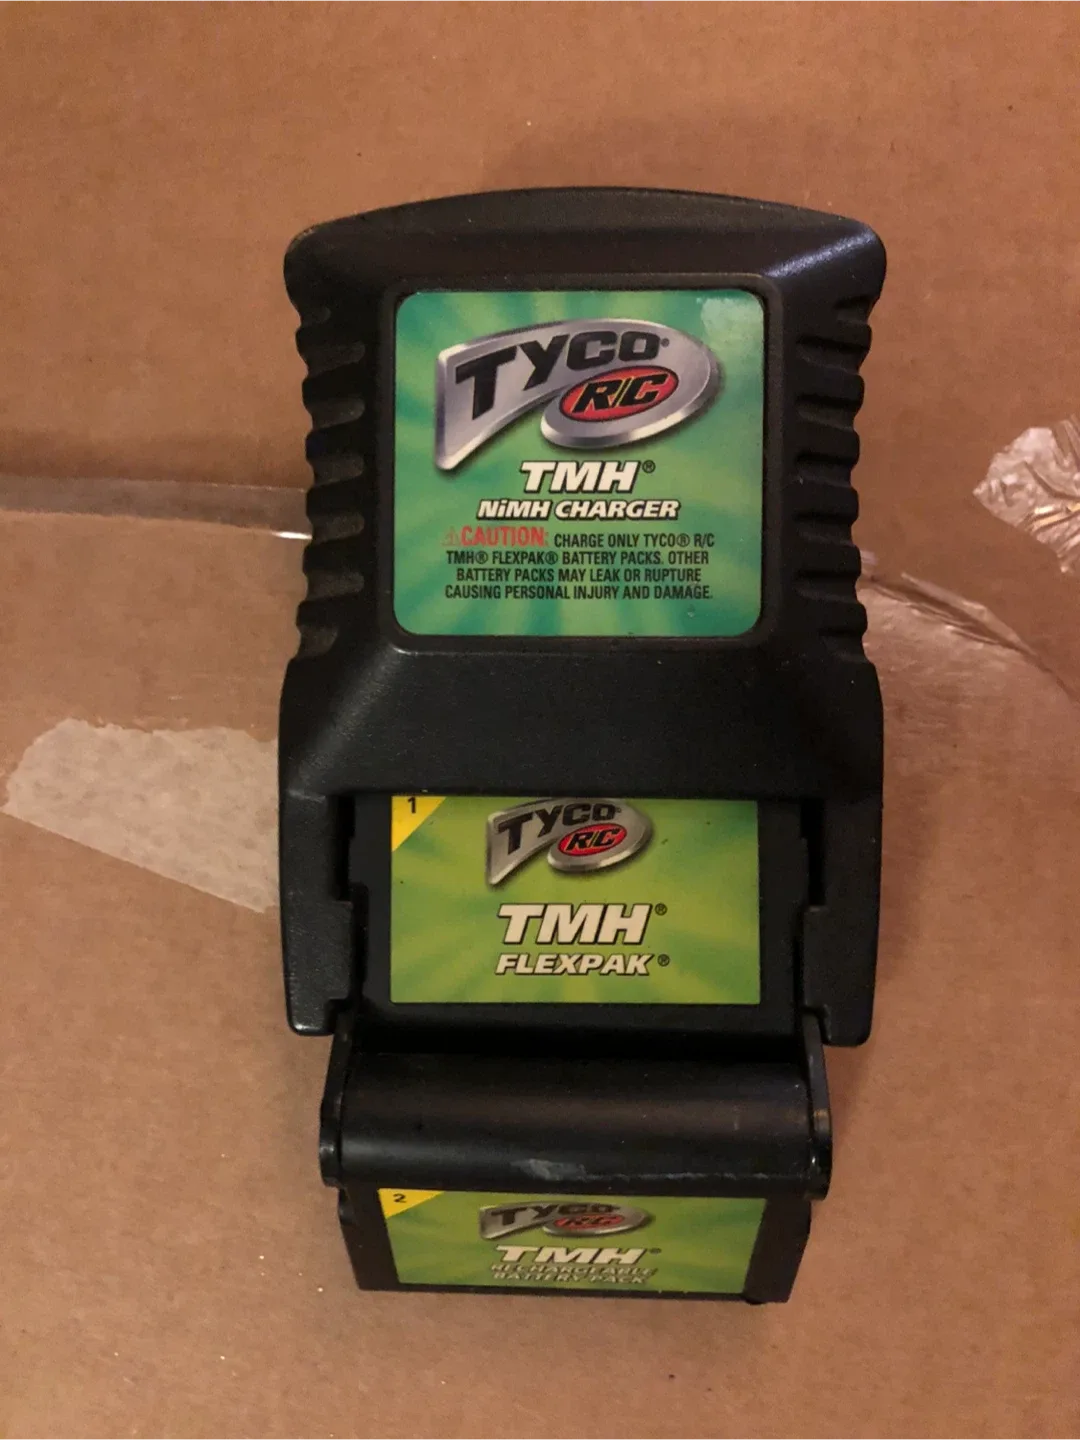 TYCO®
R/C
TMH®
NiMH CHARGER
⚠CAUTION: CHARGE ONLY TYCO® R/C
TMH® FLEXPAK® BATTERY PACKS. OTHER
BATTERY PACKS MAY LEAK OR RUPTURE
CAUSING PERSONAL INJURY AND DAMAGE.
1
TYCO®
R/C
TMH®
FLEXPAK®
2
TYCO
R/C
TMH®
RECHARGEABLE
BATTERY PACK